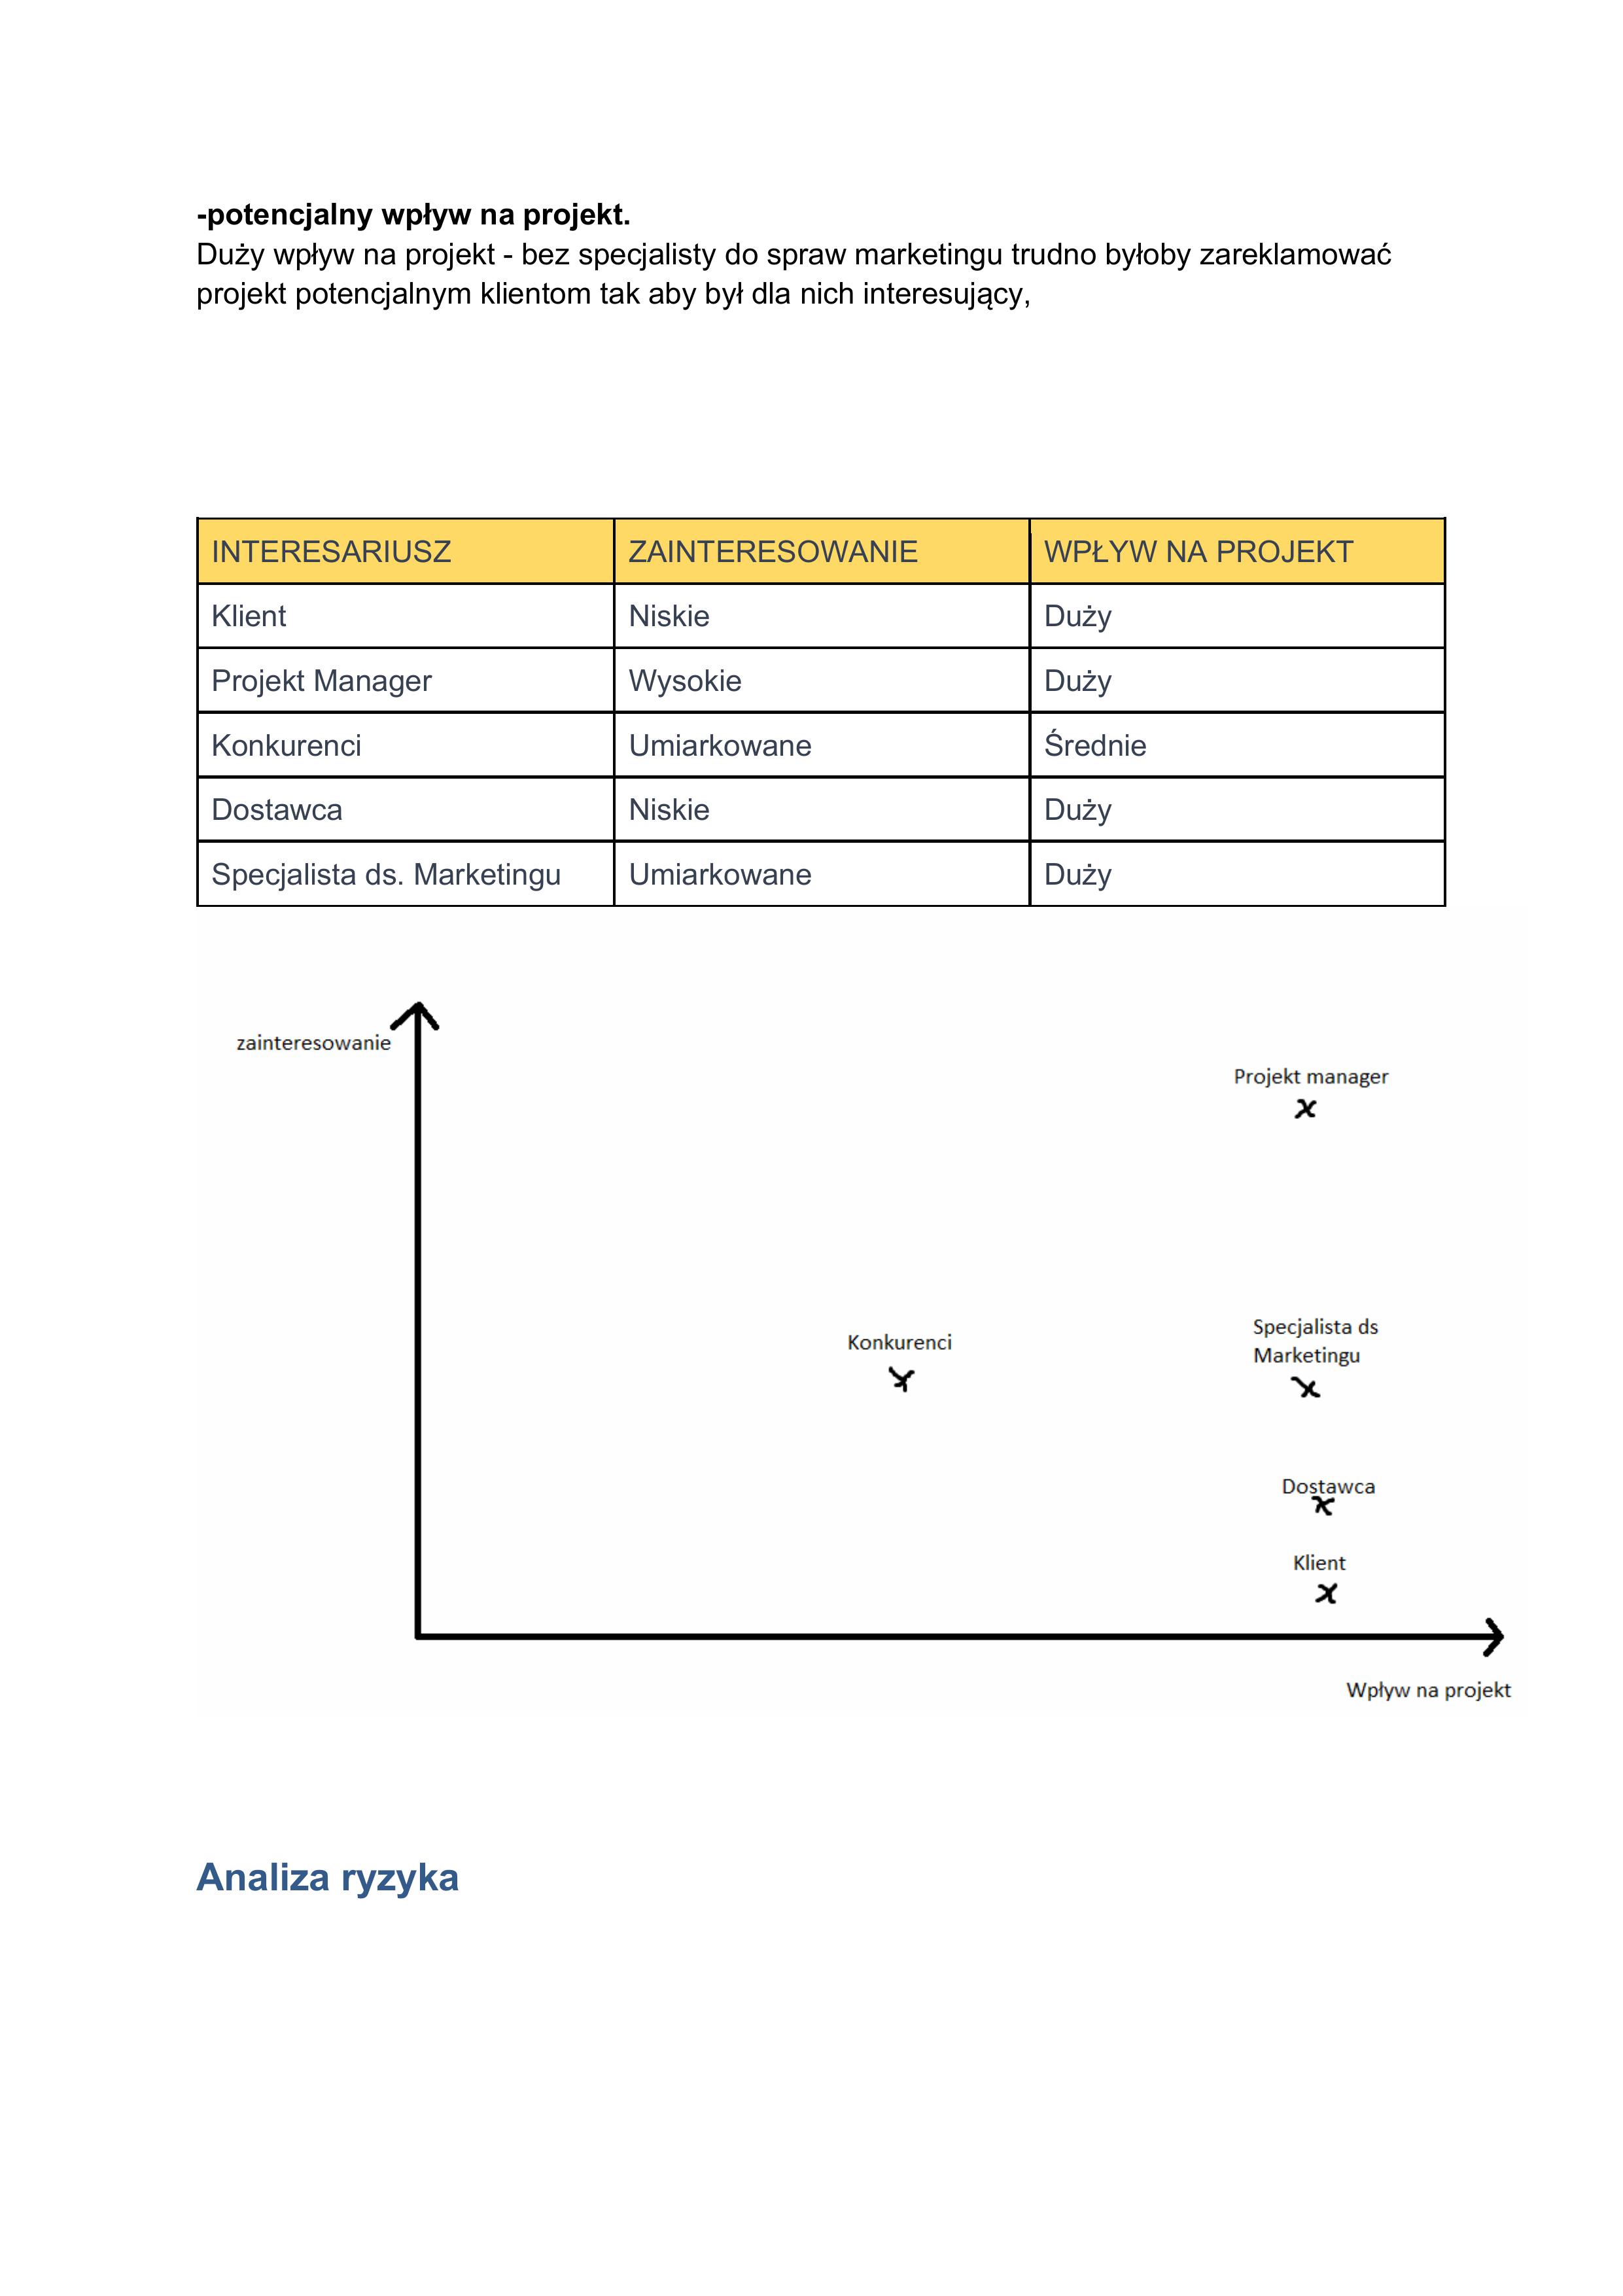 -potencjalny wpływ na projekt.
Duży wpływ na projekt - bez specjalisty do spraw marketingu trudno byłoby zareklamować
projekt potencjalnym klientom tak aby był dla nich interesujący,
INTERESARIUSZ ZAINTERESOWANIE WPŁYW NA PROJEKT
Klient Niskie Duży
Projekt Manager Wysokie Duży
Konkurenci Umiarkowane Średnie
Dostawca Niskie Duży
Specjalista ds. Marketingu Umiarkowane Duży
zainteresowanie
Projekt manager
Specjalista ds
Marketingu
Konkurenci
Dostawca
Klient
Wpływ na projekt
Analiza ryzyka